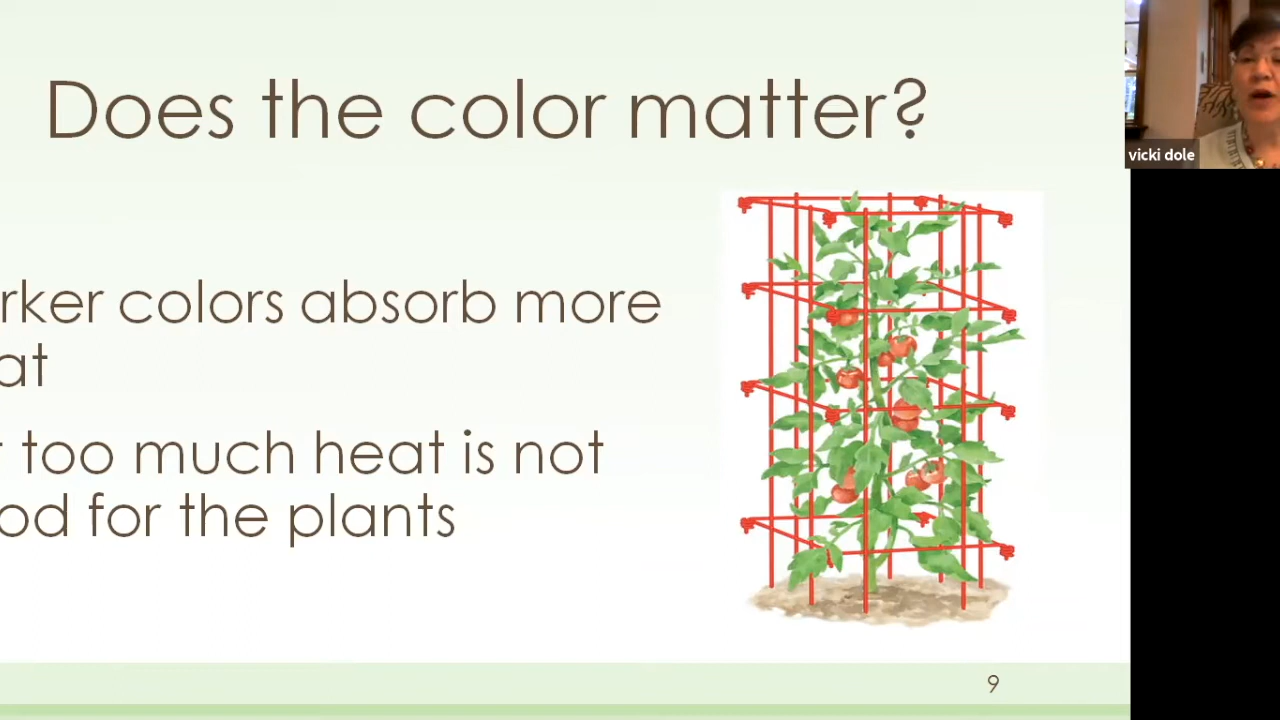 Does the color matter?
vicki dole
rker colors absorb more
at
too much heat is not
od for the plants
9